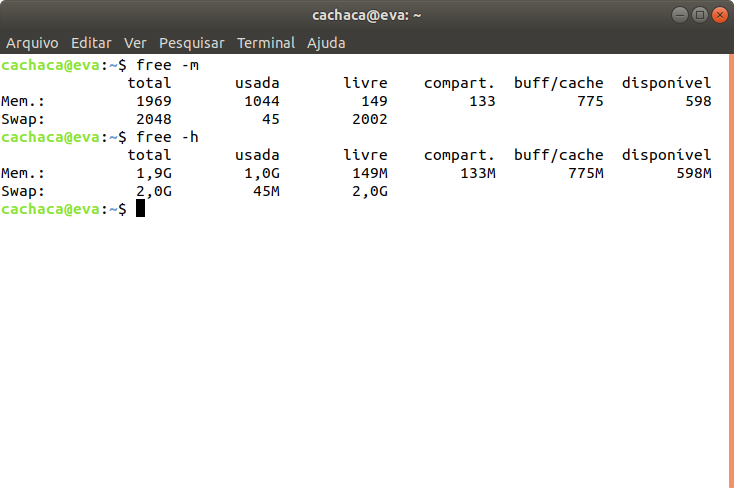 cachaca@eva: ~
Arquivo Editar Ver Pesquisar Terminal Ajuda
cachaca@eva:~$ free -m
total usada livre compart. buff/cache disponível
Mem.: 1969 1044 149 133 775 598
Swap: 2048 45 2002
cachaca@eva:~$ free -h
total usada livre compart. buff/cache disponível
Mem.: 1,9G 1,0G 149M 133M 775M 598M
Swap: 2,0G 45M 2,0G
cachaca@eva:~$